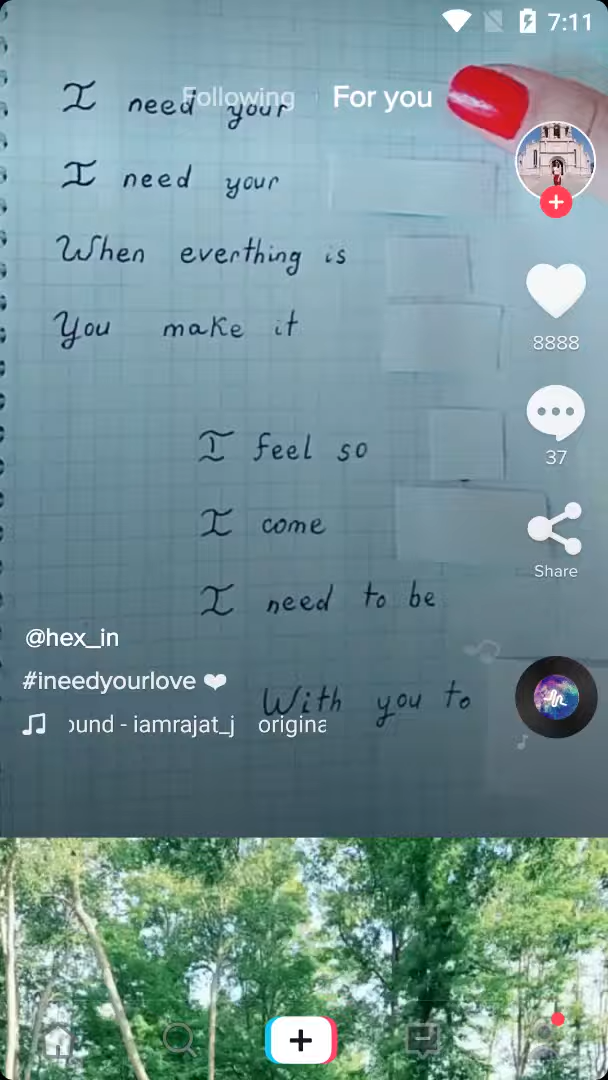 7:11
Following
For you
I need your
I need your
When everthing is
You make it
8888
I feel so
37
I come
Share
I need to be
@hex_in
#ineedyourlove ❤
With you to
ound - iamrajat_j origina